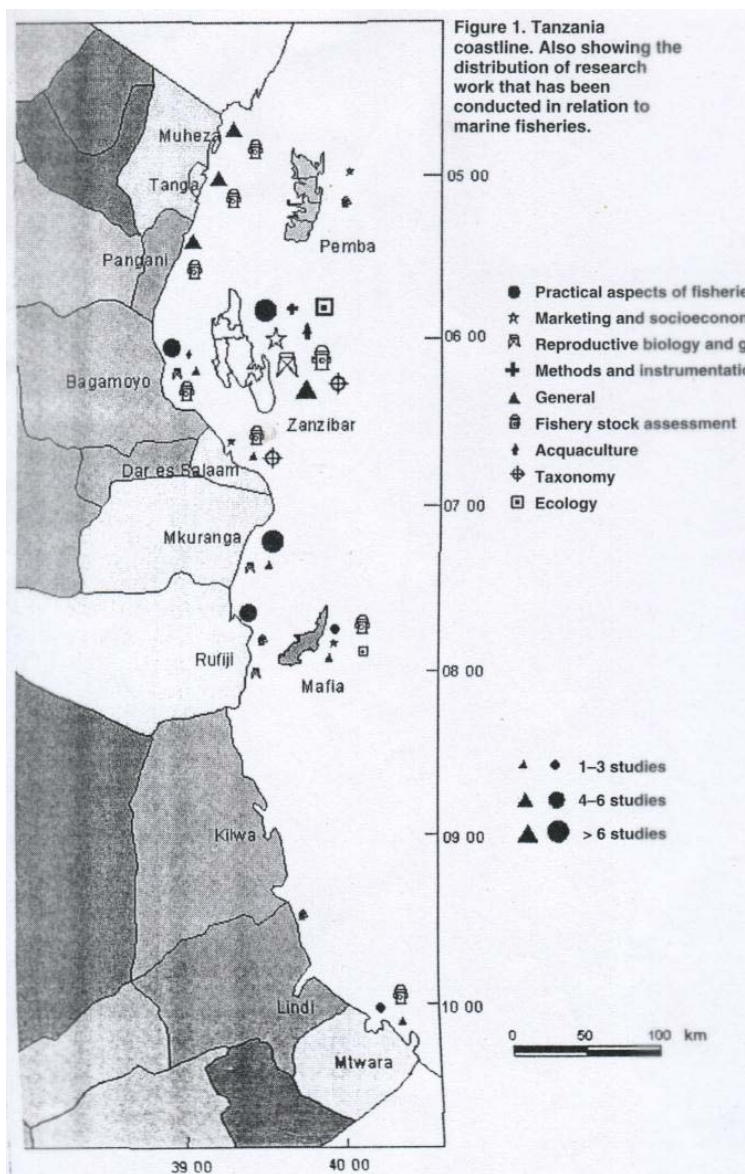 Figure 1. Tanzania
coastline. Also showing the
distribution of research
work that has been
conducted in relation to
marine fisheries.
Muheza
Tanga
Pemba
05 00
Pangani
Practical aspects of fisherie
Marketing and socioeconom
Reproductive biology and g
Methods and instrumentatio
General
Fishery stock assessment
Acquaculture
Taxonomy
Ecology
06 00
Bagamoyo
Zanzibar
Dar es Salaam
07 00
Mkuranga
Rufiji
Mafia
08 00
1–3 studies
4–6 studies
> 6 studies
Kilwa
09 00
Lindi
10 00
Mtwara
0 50 100 km
39 00 40 00